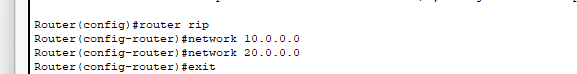 Router(config)#router rip
Router(config-router)#network 10.0.0.0
Router(config-router)#network 20.0.0.0
Router(config-router)#exit